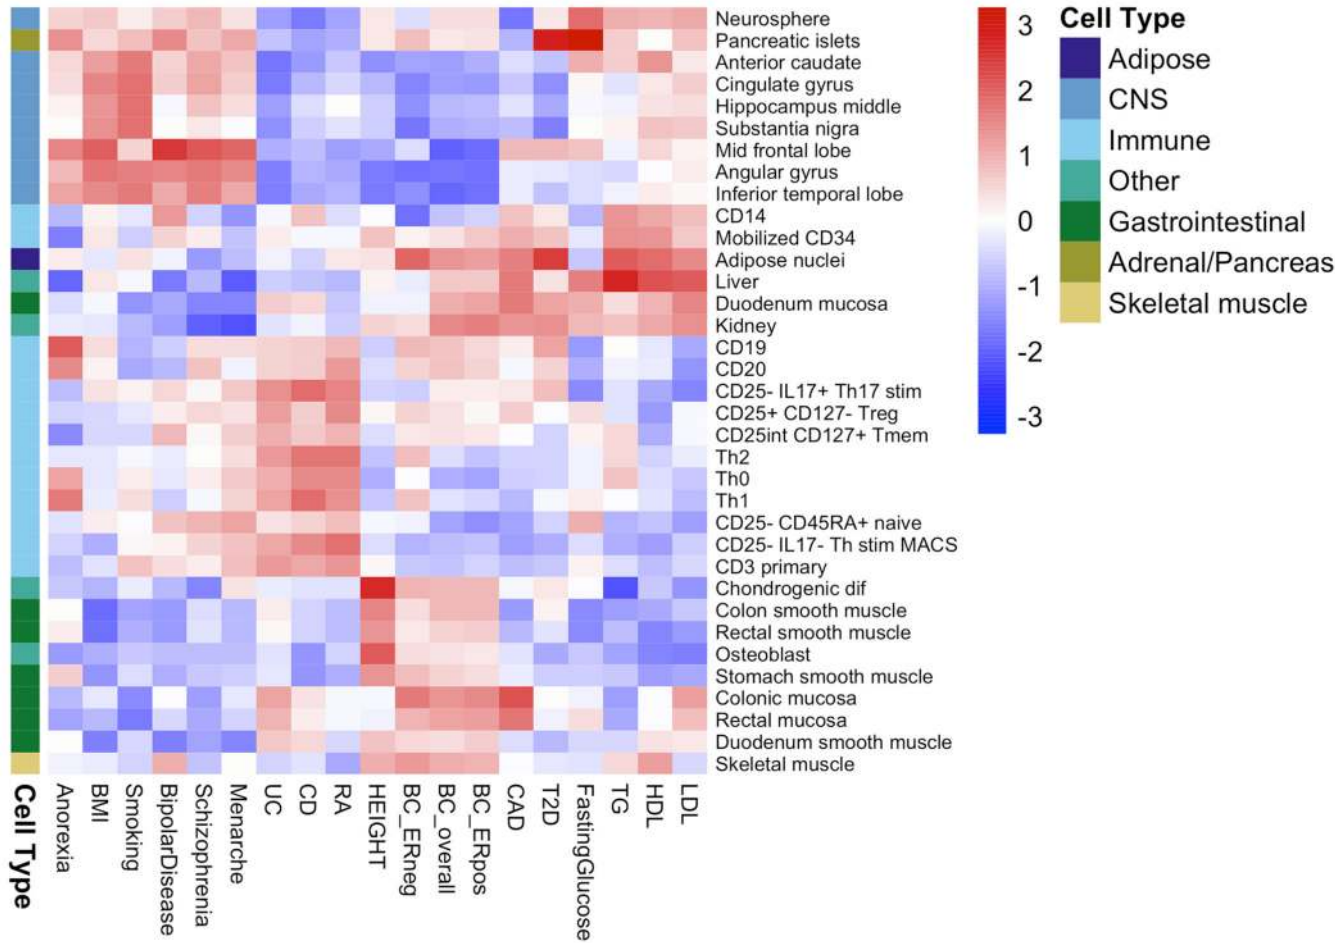 Neurosphere
Pancreatic islets
Anterior caudate
Cingulate gyrus
Hippocampus middle
Substantia nigra
Mid frontal lobe
Angular gyrus
Inferior temporal lobe
CD14
Mobilized CD34
Adipose nuclei
Liver
Duodenum mucosa
Kidney
CD19
CD20
CD25- IL17+ Th17 stim
CD25+ CD127- Treg
CD25int CD127+ Tmem
Th2
Th0
Th1
CD25- CD45RA+ naive
CD25- IL17- Th stim MACS
CD3 primary
Chondrogenic dif
Colon smooth muscle
Rectal smooth muscle
Osteoblast
Stomach smooth muscle
Colonic mucosa
Rectal mucosa
Duodenum smooth muscle
Skeletal muscle
Cell Type
Anorexia
BMI
Smoking
BipolarDisease
Schizophrenia
Menarche
UC
CD
RA
HEIGHT
BC_ERneg
BC_overall
BC_ERpos
CAD
T2D
FastingGlucose
TG
HDL
LDL
3
2
1
0
-1
-2
-3
Cell Type
Adipose
CNS
Immune
Other
Gastrointestinal
Adrenal/Pancreas
Skeletal muscle